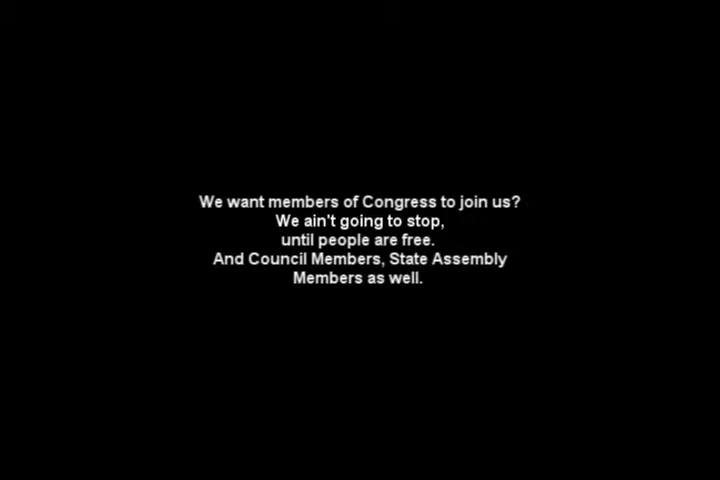 We want members of Congress to join us?
We ain't going to stop,
until people are free.
And Council Members, State Assembly
Members as well.